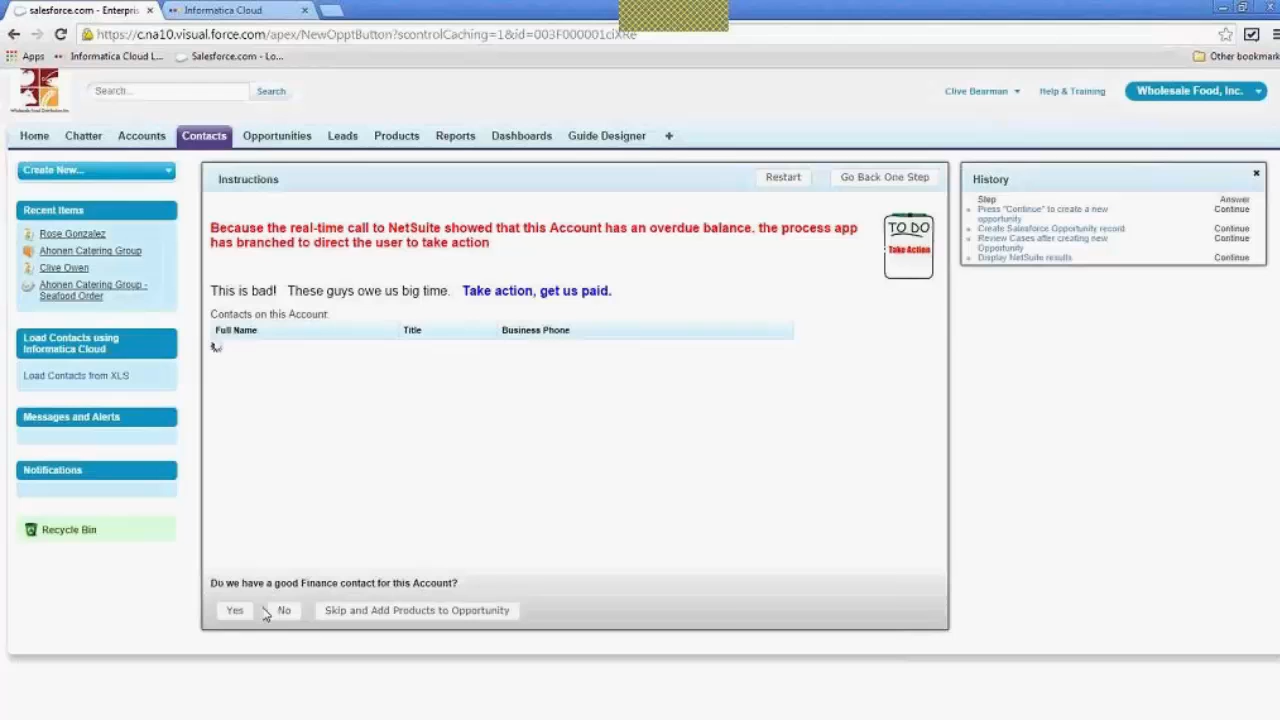 salesforce.com - Enterpris
Informatica Cloud
https://c.na10.visual.force.com/apex/NewOpptButton?scontrolCaching=1&id=003F000001ciXRe
Apps
Informatica Cloud L...
Salesforce.com - Lo...
Other bookmark
Search...
Search
Clive Bearman
Help & Training
Wholesale Food, Inc.
Home
Chatter
Accounts
Contacts
Opportunities
Leads
Products
Reports
Dashboards
Guide Designer
+
Create New...
Recent Items
Rose Gonzalez
Ahonen Catering Group
Clive Owen
Ahonen Catering Group -
Seafood Order
Load Contacts using
Informatica Cloud
Load Contacts from XLS
Messages and Alerts
Notifications
Recycle Bin
Instructions
Restart
Go Back One Step
Because the real-time call to NetSuite showed that this Account has an overdue balance. the process app
has branched to direct the user to take action
TO DO
Take Action
This is bad! These guys owe us big time. Take action, get us paid.
Contacts on this Account:
Full Name
Title
Business Phone
Do we have a good Finance contact for this Account?
Yes
No
Skip and Add Products to Opportunity
History
Step
Answer
Press "Continue" to create a new
opportunity
Continue
Create Salesforce Opportunity record
Continue
Review Cases after creating new
Opportunity
Continue
Display NetSuite results
Continue